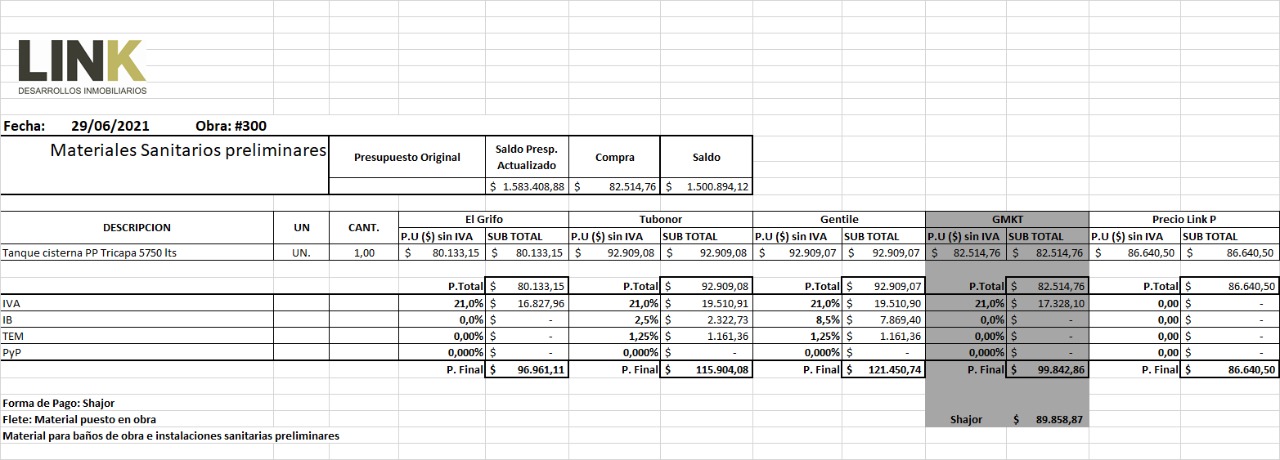 LINK
DESARROLLOS INMOBILIARIOS
Fecha: 29/06/2021 Obra: #300
Materiales Sanitarios preliminares Presupuesto Original Saldo Presp. Actualizado Compra Saldo
$ 1.583.408,88 $ 82.514,76 $ 1.500.894,12
DESCRIPCION UN CANT. El Grifo Tubonor Gentile GMKT Precio Link P
P.U ($) sin IVA SUB TOTAL P.U ($) sin IVA SUB TOTAL P.U ($) sin IVA SUB TOTAL P.U ($) sin IVA SUB TOTAL P.U ($) sin IVA SUB TOTAL
Tanque cisterna PP Tricapa 5750 lts UN. 1,00 $ 80.133,15 $ 80.133,15 $ 92.909,08 $ 92.909,08 $ 92.909,07 $ 92.909,07 $ 82.514,76 $ 82.514,76 $ 86.640,50 $ 86.640,50
P.Total $ 80.133,15 P.Total $ 92.909,08 P.Total $ 92.909,07 P.Total $ 82.514,76 P.Total $ 86.640,50
IVA 21,0% $ 16.827,96 21,0% $ 19.510,91 21,0% $ 19.510,90 21,0% $ 17.328,10 0,00 $ -
IB 0,0% $ - 2,5% $ 2.322,73 8,5% $ 7.869,40 0,0% $ - 0,00 $ -
TEM 0,00% $ - 1,25% $ 1.161,36 1,25% $ 1.161,36 0,00% $ - 0,00 $ -
PyP 0,000% $ - 0,000% $ - 0,000% $ - 0,000% $ - 0,00 $ -
P. Final $ 96.961,11 P. Final $ 115.904,08 P. Final $ 121.450,74 P. Final $ 99.842,86 P. Final $ 86.640,50
Forma de Pago: Shajor
Flete: Material puesto en obra Shajor $ 89.858,87
Material para baños de obra e instalaciones sanitarias preliminares